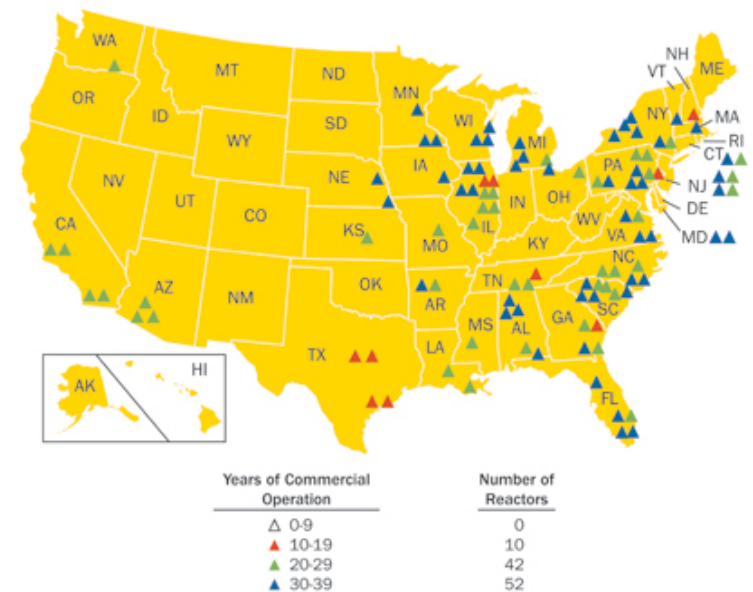 NH
WA
VT
ME
MT
ND
MN
OR
NY
MA
ID
WI
SD
MI
RI
WY
CT
IA
PA
NE
NV
NJ
OH
UT
IN
DE
CO
IL
WV
CA
KS
VA
MD
MO
KY
NC
AZ
OK
TN
NM
AR
SC
MS
AL
GA
TX
LA
HI
AK
FL
Years of Commercial
Operation
Number of
Reactors
0-9 0
10-19 10
20-29 42
30-39 52